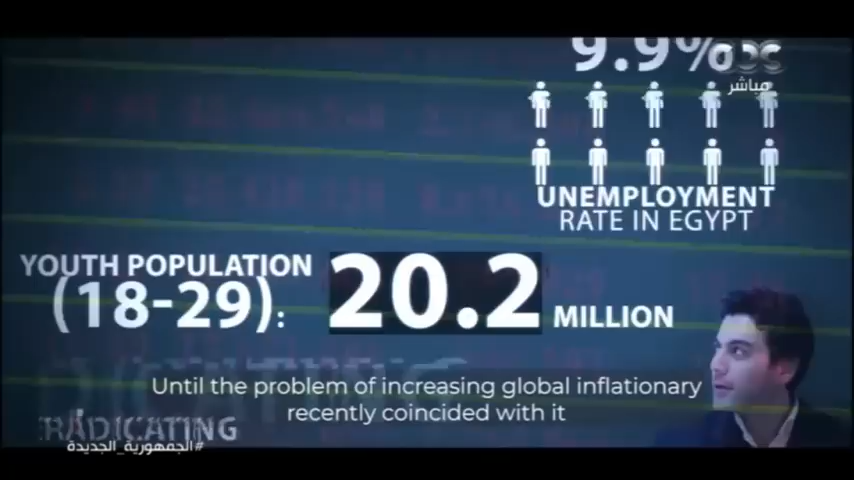 9.9%
cbc
مباشر
UNEMPLOYMENT
RATE IN EGYPT
YOUTH POPULATION
(18-29): 20.2 MILLION
Until the problem of increasing global inflationary
recently coincided with it
ERADICATING
#الجمهورية_الجديدة